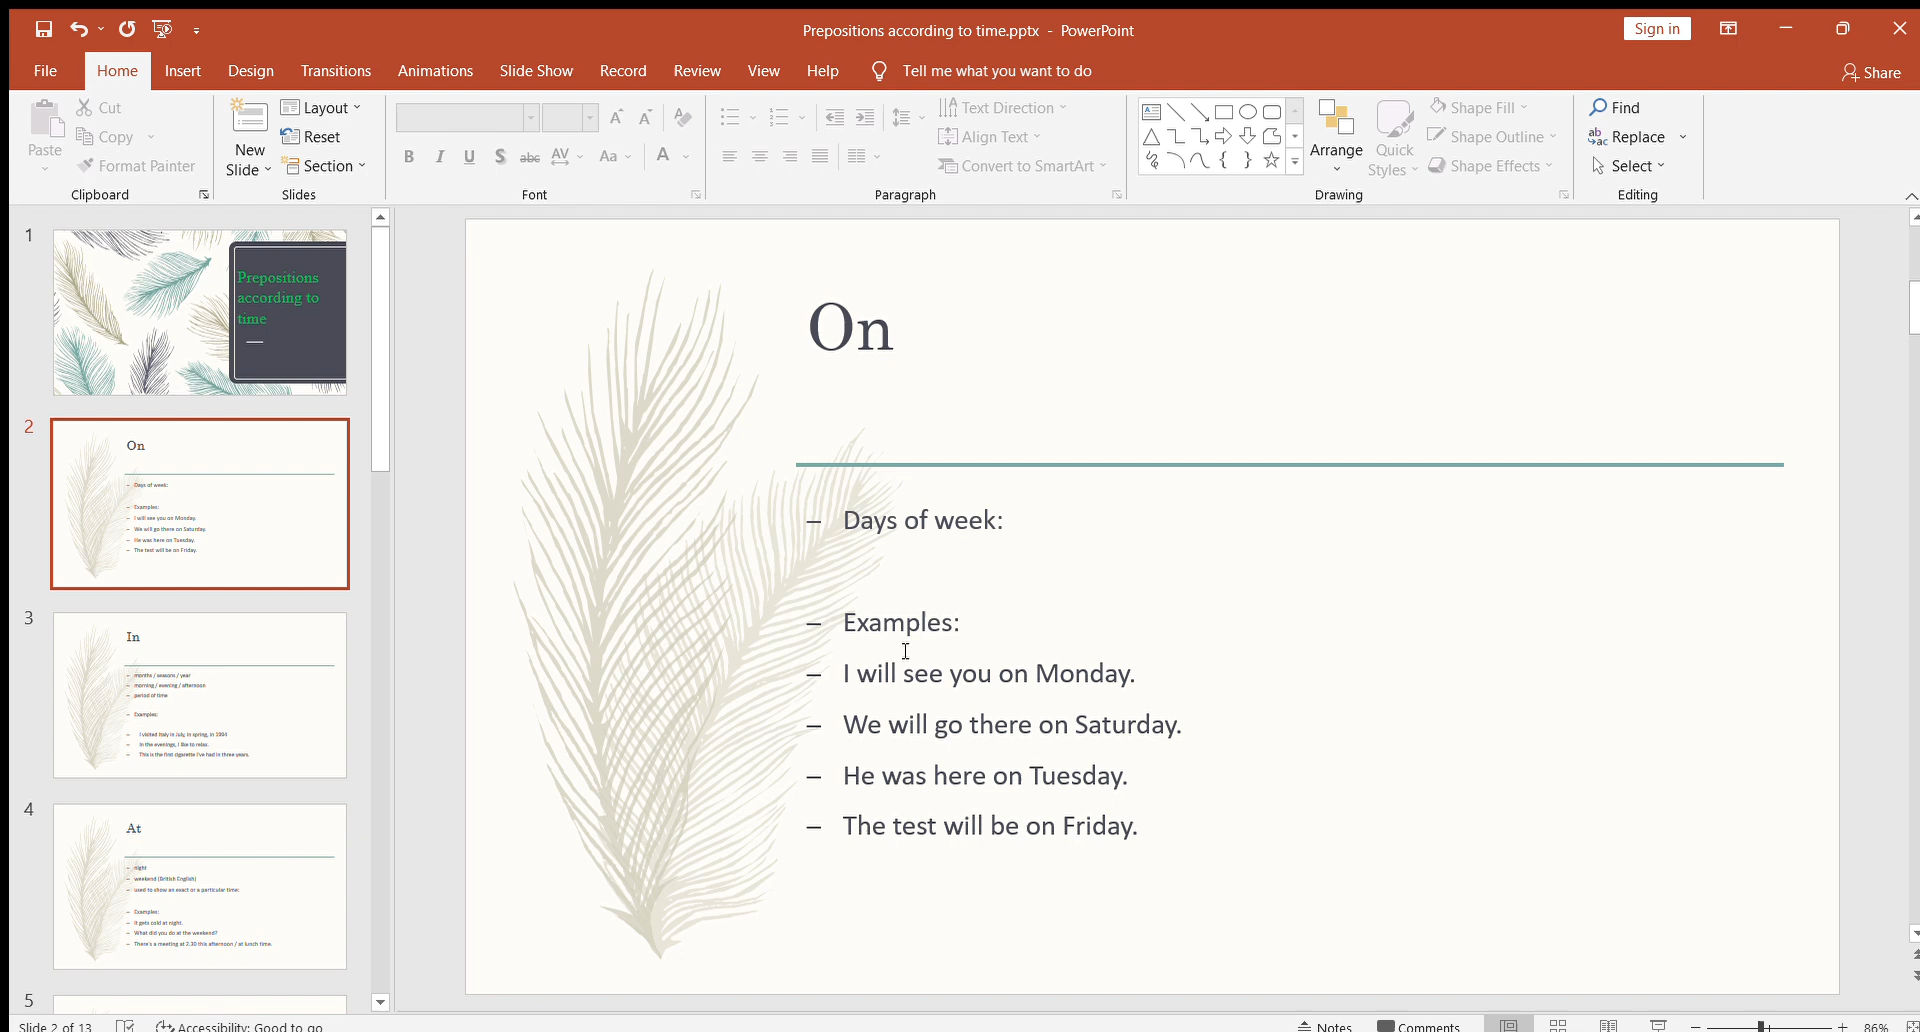 Prepositions according to time.pptx - PowerPoint
Sign in
File
Home
Insert
Design
Transitions
Animations
Slide Show
Record
Review
View
Help
Tell me what you want to do
Share
Paste
Cut
Copy
Format Painter
Clipboard
New
Slide
Layout
Reset
Section
Slides
B I U S abc AV Aa A
Font
Text Direction
Align Text
Convert to SmartArt
Paragraph
Arrange
Quick
Styles
Shape Fill
Shape Outline
Shape Effects
Drawing
Find
Replace
Select
Editing
1
Prepositions
according to
time
2
On
– Days of week:
– Examples:
– I will see you on Monday.
– We will go there on Saturday.
– He was here on Tuesday.
– The test will be on Friday.
3
In
– months / seasons / year
– morning / evening / afternoon
– period of time
– Examples:
– I visited Italy in July, in spring, in 1994
– In the evenings, I like to relax.
– This is the first cigarette I've had in three years.
4
At
– night
– weekend (British English)
– used to show an exact or a particular time:
– Examples:
– It gets cold at night.
– What did you do at the weekend?
– There's a meeting at 2.30 this afternoon / at lunch time.
5
On
– Days of week:
– Examples:
– I will see you on Monday.
– We will go there on Saturday.
– He was here on Tuesday.
– The test will be on Friday.
Slide 2 of 13
Accessibility: Good to go
Notes
Comments
86%